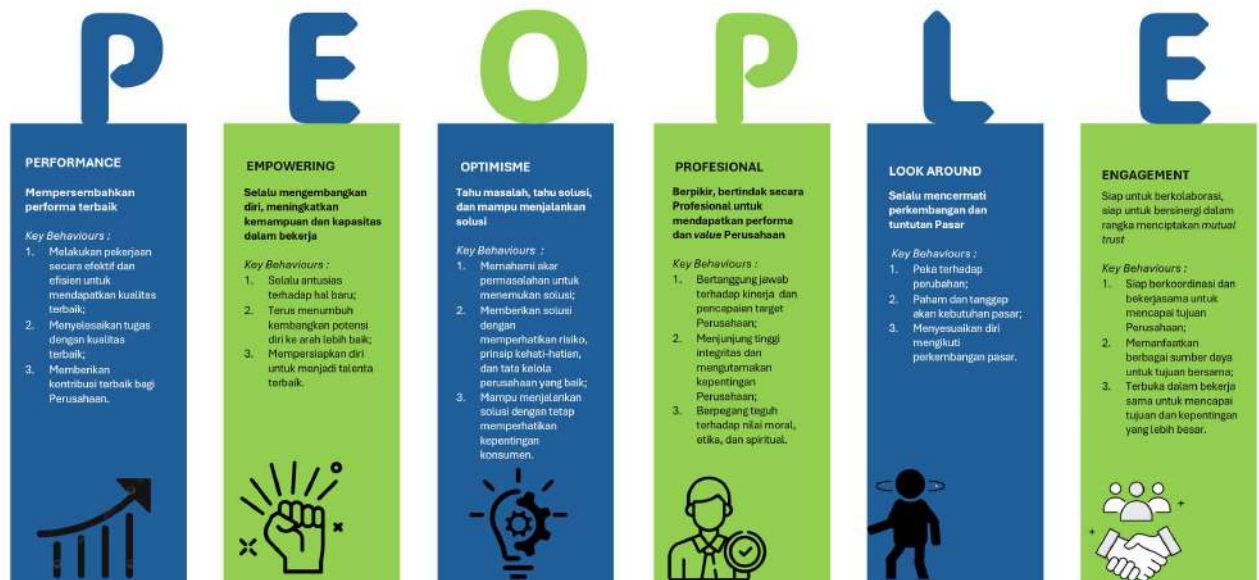 P E O P L E
PERFORMANCE
Mempersembahkan
performa terbaik
Key Behaviours :
1. Melakukan pekerjaan
secara efektif dan
efisien untuk
mendapatkan kualitas
terbaik;
2. Menyelesaikan tugas
dengan kualitas
terbaik;
3. Memberikan
kontribusi terbaik bagi
Perusahaan.
EMPOWERING
Selalu mengembangkan
diri, meningkatkan
kemampuan dan kapasitas
dalam bekerja
Key Behaviours :
1. Selalu antusias
terhadap hal baru;
2. Terus menumbuh
kembangkan potensi
diri ke arah lebih baik;
3. Mempersiapkan diri
untuk menjadi talenta
terbaik.
OPTIMISME
Tahu masalah, tahu solusi,
dan mampu menjalankan
solusi
Key Behaviours :
1. Memahami akar
permasalahan untuk
menemukan solusi;
2. Memberikan solusi
dengan
memperhatikan risiko,
prinsip kehati-hatian,
dan tata kelola
perusahaan yang baik;
3. Mampu menjalankan
solusi dengan tetap
memperhatikan
kepentingan
konsumen.
PROFESIONAL
Berpikir, bertindak secara
Profesional untuk
mendapatkan performa
dan value Perusahaan
Key Behaviours :
1. Bertanggung jawab
terhadap kinerja dan
pencapaian target
Perusahaan;
2. Menjunjung tinggi
integritas dan
mengutamakan
kepentingan
Perusahaan;
3. Berpegang teguh
terhadap nilai moral,
etika, dan spiritual.
LOOK AROUND
Selalu mencermati
perkembangan dan
tuntutan Pasar
Key Behaviours :
1. Peka terhadap
perubahan;
2. Paham dan tanggap
akan kebutuhan pasar;
3. Menyesuaikan diri
mengikuti
perkembangan pasar.
ENGAGEMENT
Siap untuk berkolaborasi,
siap untuk bersinergi dalam
rangka menciptakan mutual
trust
Key Behaviours :
1. Siap berkoordinasi dan
bekerjasama untuk
mencapai tujuan
Perusahaan;
2. Memanfaatkan
berbagai sumber daya
untuk tujuan bersama;
3. Terbuka dalam bekerja
sama untuk mencapai
tujuan dan kepentingan
yang lebih besar.